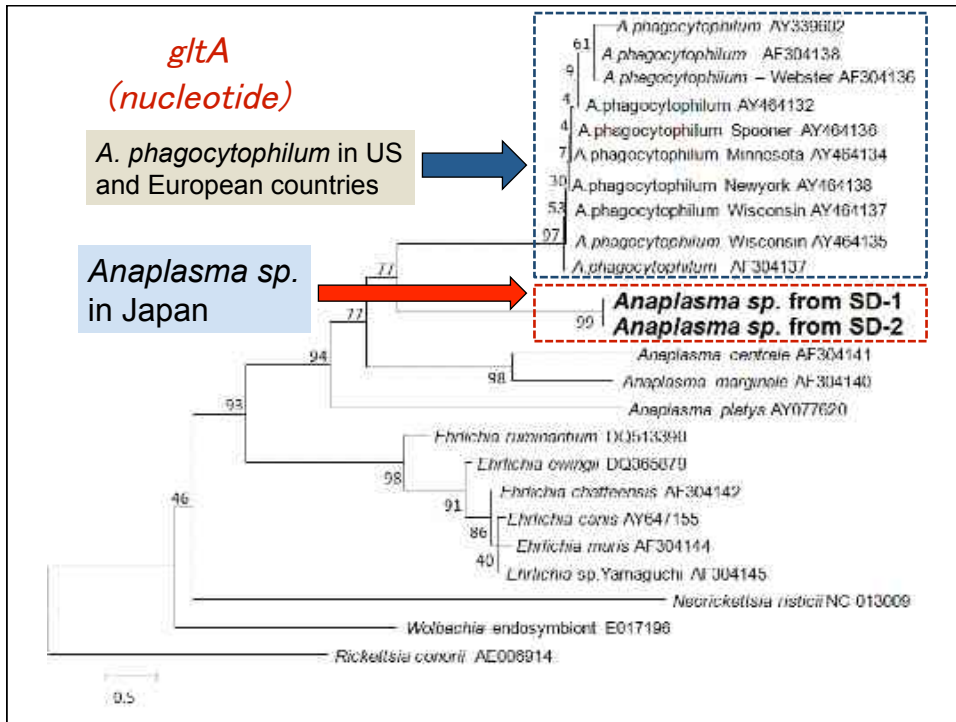 gltA
(nucleotide)
A. phagocytophilum in US
and European countries
Anaplasma sp.
in Japan
A.phagocytophilum AY339602
A.phagocytophilum AF304138
A.phagocytophilum – Webster AF304136
A.phagocytophilum AY464132
A.phagocytophilum Spooner AY464136
A.phagocytophilum Minnesota AY464134
A.phagocytophilum Newyork AY464138
A.phagocytophilum Wisconsin AY464137
A.phagocytophilum Wisconsin AY464135
A.phagocytophilum AF304137
Anaplasma sp. from SD-1
Anaplasma sp. from SD-2
Anaplasma centrale AF304141
Anaplasma marginale AF304140
Anaplasma platys AY077620
Ehrlichia ruminantium DQ513390
Ehrlichia ewingii DQ365879
Ehrlichia chaffeensis AF304142
Ehrlichia canis AY647155
Ehrlichia muris AF304144
Ehrlichia sp.Yamaguchi AF304145
Neorickettsia risticii NC 013009
Wolbachia endosymbiont E017196
Rickettsia conorii AE006914
61
9
4
4
7
30
53
97
77
99
77
98
94
93
98
91
86
40
46
0.5